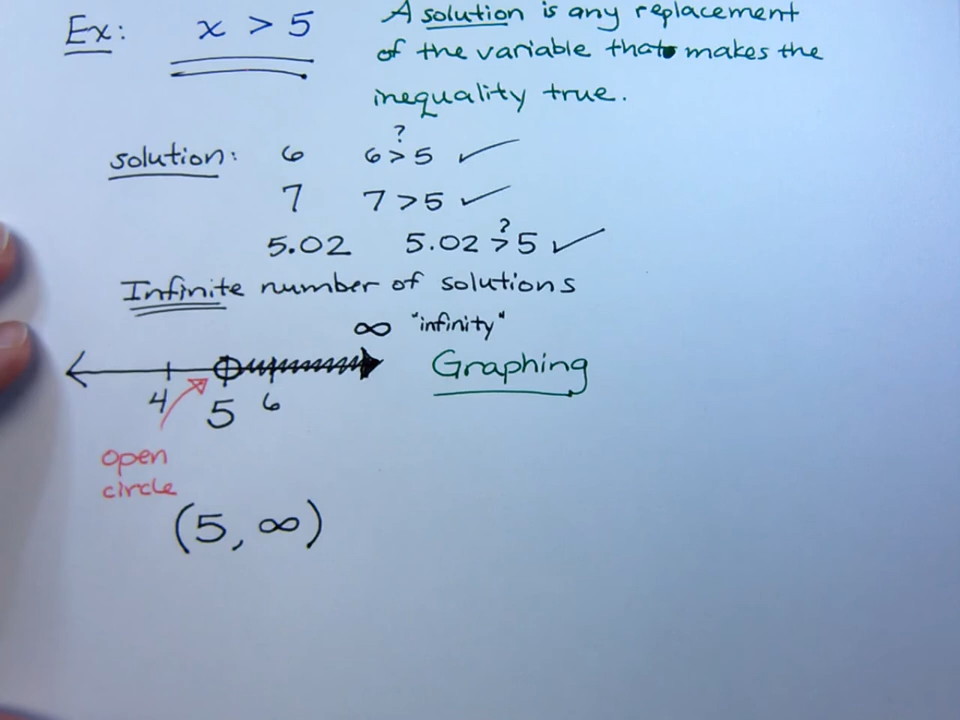 Ex: x > 5
A solution is any replacement
of the variable that makes the
inequality true.
solution: 6 6 >? 5 ✓
7 7 > 5 ✓
5.02 5.02 >? 5 ✓
Infinite number of solutions
∞ "infinity"
Graphing
4 5 6
open
circle
(5, ∞)